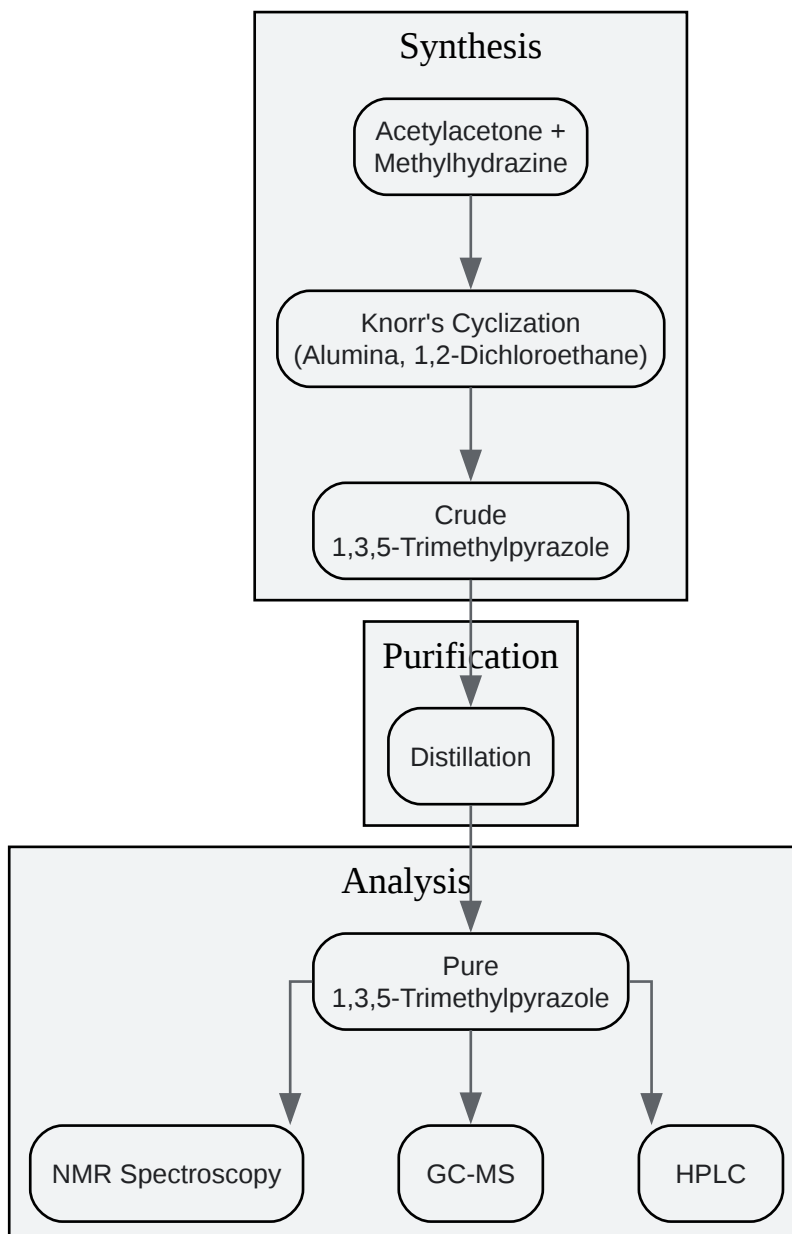 Synthesis
Acetylacetone +
Methylhydrazine
Knorr's Cyclization
(Alumina, 1,2-Dichloroethane)
Crude
1,3,5-Trimethylpyrazole
Purification
Distillation
Analysis
Pure
1,3,5-Trimethylpyrazole
NMR Spectroscopy
GC-MS
HPLC